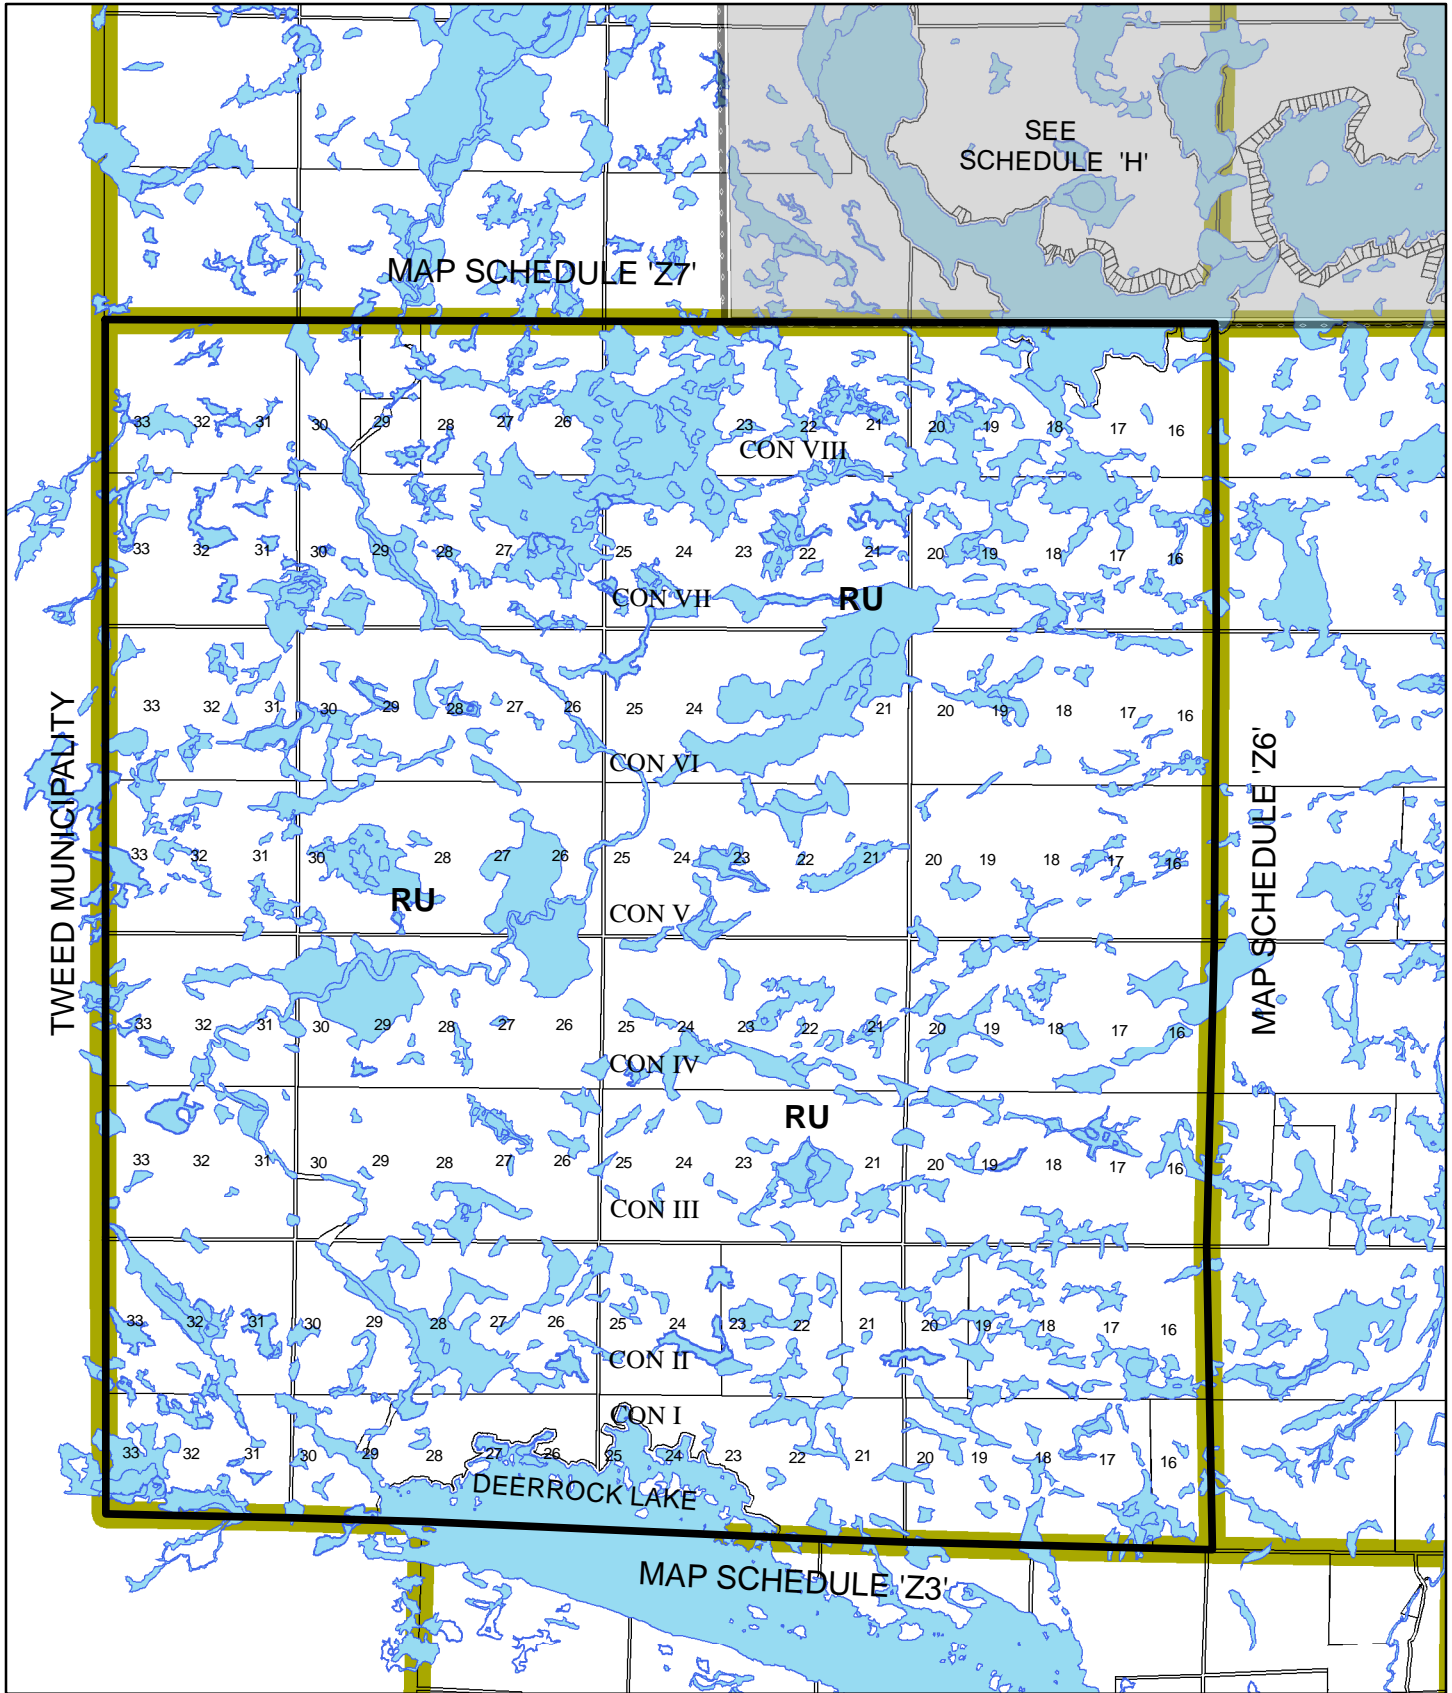 SEE
SCHEDULE 'H'
MAP SCHEDULE 'Z7'
33 32 31 30 29 28 27 26 23 22 21 20 19 18 17 16
CON VIII
33 32 31 30 29 28 27 25 24 23 22 21 20 19 18 17 16
CON VII
RU
33 32 31 30 29 28 27 26 25 24 21 20 19 18 17 16
CON VI
TWEED MUNICIPALITY
MAP SCHEDULE 'Z6'
33 32 31 30 28 27 26 25 24 23 22 21 20 19 18 17 16
RU
CON V
33 32 31 30 29 28 27 26 25 24 23 22 21 20 19 18 17 16
CON IV
RU
33 32 31 30 29 28 27 26 25 24 23 21 20 19 18 17 16
CON III
33 32 31 30 29 28 27 26 25 24 23 22 21 20 19 18 17 16
CON II
CON I
33 32 31 30 29 28 27 26 25 24 23 22 21 20 19 18 17 16
DEERROCK LAKE
MAP SCHEDULE 'Z3'